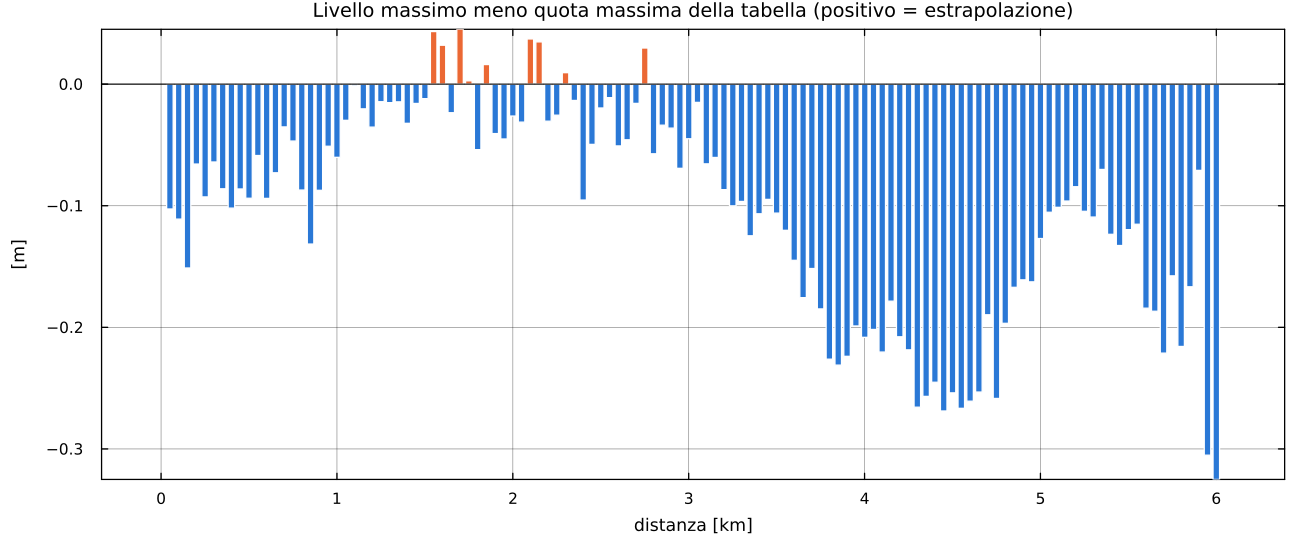 Livello massimo meno quota massima della tabella (positivo = estrapolazione)
0.0
−0.1
−0.2
−0.3
[m]
0 1 2 3 4 5 6
distanza [km]